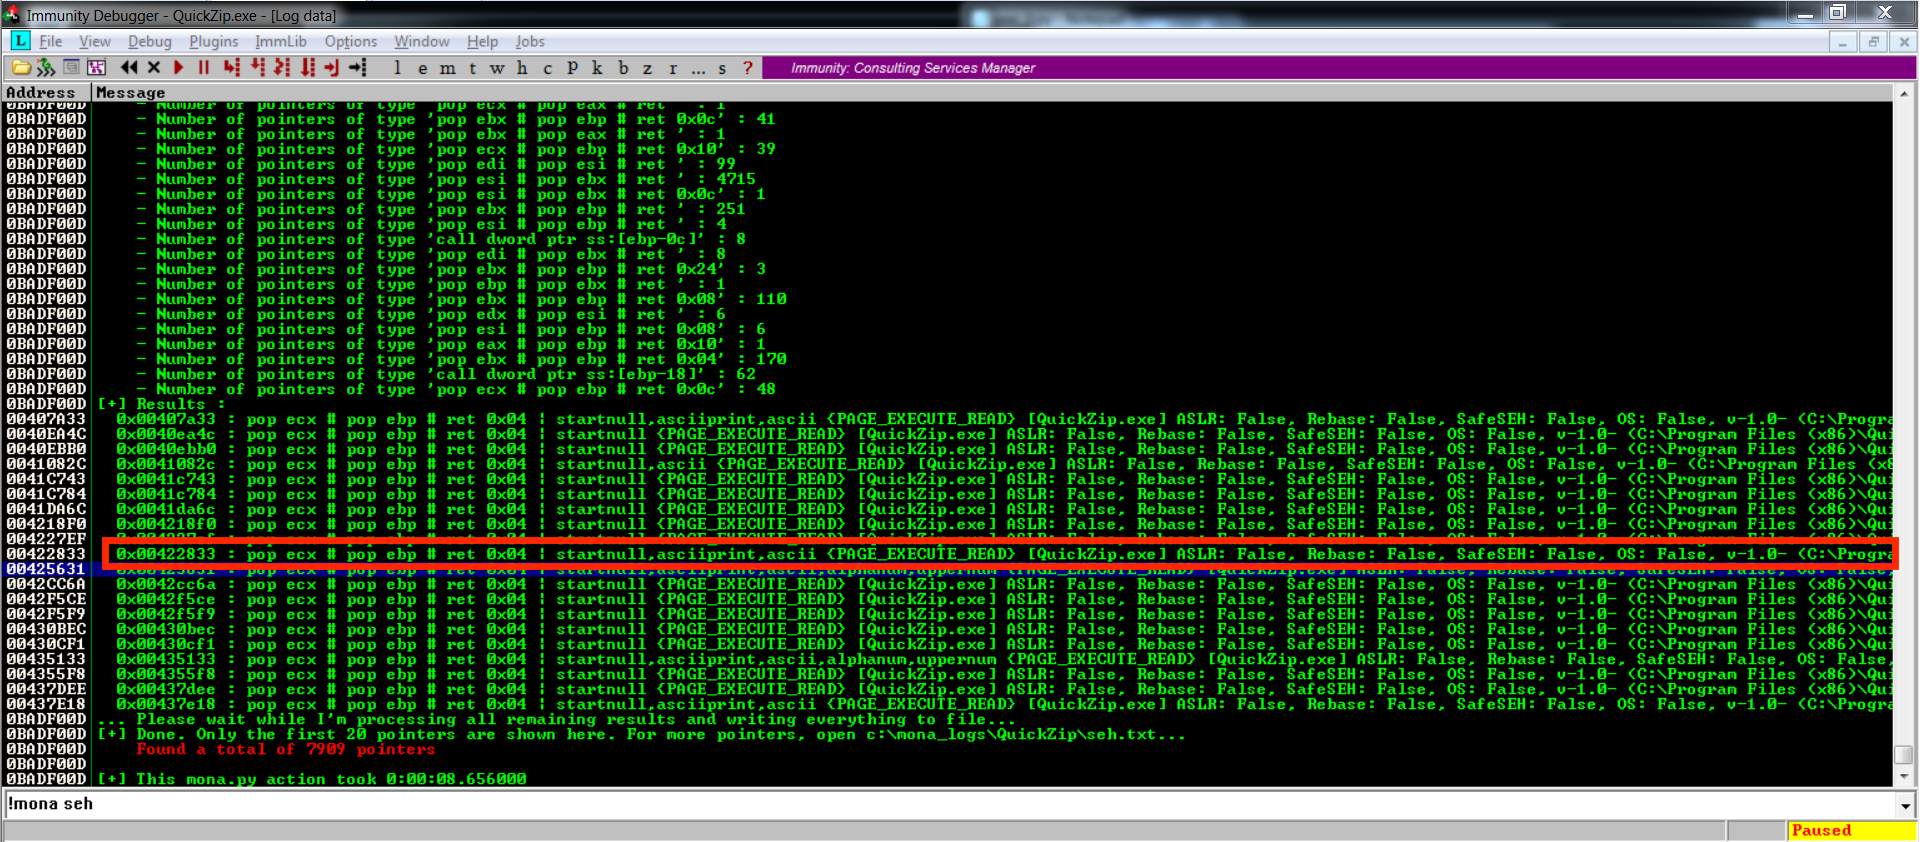 Immunity Debugger - QuickZip.exe - [Log data]
L File View Debug Plugins ImmLib Options Window Help Jobs
l e m t w h c P k b z r ... s ? Immunity: Consulting Services Manager
Address Message
0BADF00D - Number of pointers of type 'pop ecx # pop eax # ret ' : 1
0BADF00D - Number of pointers of type 'pop ebx # pop ebp # ret 0x0c' : 41
0BADF00D - Number of pointers of type 'pop ebx # pop eax # ret ' : 1
0BADF00D - Number of pointers of type 'pop ecx # pop ebp # ret 0x10' : 39
0BADF00D - Number of pointers of type 'pop edi # pop esi # ret ' : 99
0BADF00D - Number of pointers of type 'pop esi # pop ebx # ret ' : 4715
0BADF00D - Number of pointers of type 'pop esi # pop ebx # ret 0x0c' : 1
0BADF00D - Number of pointers of type 'pop ebx # pop ebp # ret ' : 251
0BADF00D - Number of pointers of type 'pop esi # pop ebp # ret ' : 4
0BADF00D - Number of pointers of type 'call dword ptr ss:[ebp-0c]' : 8
0BADF00D - Number of pointers of type 'pop edi # pop ebx # ret ' : 8
0BADF00D - Number of pointers of type 'pop ebx # pop ebp # ret 0x24' : 3
0BADF00D - Number of pointers of type 'pop ebp # pop ebx # ret ' : 1
0BADF00D - Number of pointers of type 'pop ebx # pop ebp # ret 0x08' : 110
0BADF00D - Number of pointers of type 'pop edx # pop esi # ret ' : 6
0BADF00D - Number of pointers of type 'pop esi # pop ebp # ret 0x08' : 6
0BADF00D - Number of pointers of type 'pop eax # pop ebp # ret 0x10' : 1
0BADF00D - Number of pointers of type 'pop ebx # pop ebp # ret 0x04' : 170
0BADF00D - Number of pointers of type 'call dword ptr ss:[ebp-18]' : 62
0BADF00D - Number of pointers of type 'pop ecx # pop ebp # ret 0x0c' : 48
0BADF00D [+] Results :
00407A33 0x00407a33 : pop ecx # pop ebp # ret 0x04 | startnull,asciiprint,ascii {PAGE_EXECUTE_READ} [QuickZip.exe] ASLR: False, Rebase: False, SafeSEH: False, OS: False, v-1.0- (C:\Progra
0040EA4C 0x0040ea4c : pop ecx # pop ebp # ret 0x04 | startnull {PAGE_EXECUTE_READ} [QuickZip.exe] ASLR: False, Rebase: False, SafeSEH: False, OS: False, v-1.0- (C:\Program Files (x86)\Qui
0040EBB0 0x0040ebb0 : pop ecx # pop ebp # ret 0x04 | startnull {PAGE_EXECUTE_READ} [QuickZip.exe] ASLR: False, Rebase: False, SafeSEH: False, OS: False, v-1.0- (C:\Program Files (x86)\Qui
0041082C 0x0041082c : pop ecx # pop ebp # ret 0x04 | startnull,ascii {PAGE_EXECUTE_READ} [QuickZip.exe] ASLR: False, Rebase: False, SafeSEH: False, OS: False, v-1.0- (C:\Program Files (x8
0041C743 0x0041c743 : pop ecx # pop ebp # ret 0x04 | startnull {PAGE_EXECUTE_READ} [QuickZip.exe] ASLR: False, Rebase: False, SafeSEH: False, OS: False, v-1.0- (C:\Program Files (x86)\Qui
0041C784 0x0041c784 : pop ecx # pop ebp # ret 0x04 | startnull {PAGE_EXECUTE_READ} [QuickZip.exe] ASLR: False, Rebase: False, SafeSEH: False, OS: False, v-1.0- (C:\Program Files (x86)\Qui
0041DA6C 0x0041da6c : pop ecx # pop ebp # ret 0x04 | startnull {PAGE_EXECUTE_READ} [QuickZip.exe] ASLR: False, Rebase: False, SafeSEH: False, OS: False, v-1.0- (C:\Program Files (x86)\Qui
004218F0 0x004218f0 : pop ecx # pop ebp # ret 0x04 | startnull {PAGE_EXECUTE_READ} [QuickZip.exe] ASLR: False, Rebase: False, SafeSEH: False, OS: False, v-1.0- (C:\Program Files (x86)\Qui
004227EF
00422833 0x00422833 : pop ecx # pop ebp # ret 0x04 | startnull,asciiprint,ascii {PAGE_EXECUTE_READ} [QuickZip.exe] ASLR: False, Rebase: False, SafeSEH: False, OS: False, v-1.0- (C:\Progra
00425631
0042CC6A 0x0042cc6a : pop ecx # pop ebp # ret 0x04 | startnull {PAGE_EXECUTE_READ} [QuickZip.exe] ASLR: False, Rebase: False, SafeSEH: False, OS: False, v-1.0- (C:\Program Files (x86)\Qui
0042F5CE 0x0042f5ce : pop ecx # pop ebp # ret 0x04 | startnull {PAGE_EXECUTE_READ} [QuickZip.exe] ASLR: False, Rebase: False, SafeSEH: False, OS: False, v-1.0- (C:\Program Files (x86)\Qui
0042F5F9 0x0042f5f9 : pop ecx # pop ebp # ret 0x04 | startnull {PAGE_EXECUTE_READ} [QuickZip.exe] ASLR: False, Rebase: False, SafeSEH: False, OS: False, v-1.0- (C:\Program Files (x86)\Qui
00430BEC 0x00430bec : pop ecx # pop ebp # ret 0x04 | startnull {PAGE_EXECUTE_READ} [QuickZip.exe] ASLR: False, Rebase: False, SafeSEH: False, OS: False, v-1.0- (C:\Program Files (x86)\Qui
00430CF1 0x00430cf1 : pop ecx # pop ebp # ret 0x04 | startnull {PAGE_EXECUTE_READ} [QuickZip.exe] ASLR: False, Rebase: False, SafeSEH: False, OS: False, v-1.0- (C:\Program Files (x86)\Qui
00435133 0x00435133 : pop ecx # pop ebp # ret 0x04 | startnull,asciiprint,ascii,alphanum,uppernum {PAGE_EXECUTE_READ} [QuickZip.exe] ASLR: False, Rebase: False, SafeSEH: False, OS: False,
004355F8 0x004355f8 : pop ecx # pop ebp # ret 0x04 | startnull {PAGE_EXECUTE_READ} [QuickZip.exe] ASLR: False, Rebase: False, SafeSEH: False, OS: False, v-1.0- (C:\Program Files (x86)\Qui
00437DEE 0x00437dee : pop ecx # pop ebp # ret 0x04 | startnull {PAGE_EXECUTE_READ} [QuickZip.exe] ASLR: False, Rebase: False, SafeSEH: False, OS: False, v-1.0- (C:\Program Files (x86)\Qui
00437E18 0x00437e18 : pop ecx # pop ebp # ret 0x04 | startnull {PAGE_EXECUTE_READ} [QuickZip.exe] ASLR: False, Rebase: False, SafeSEH: False, OS: False, v-1.0- (C:\Program Files (x86)\Qui
0BADF00D ... Please wait while I'm processing all remaining results and writing everything to file...
0BADF00D [+] Done. Only the first 20 pointers are shown here. For more pointers, open c:\mona_logs\QuickZip\seh.txt...
0BADF00D Found a total of 7909 pointers
0BADF00D
0BADF00D [+] This mona.py action took 0:00:08.656000
!mona seh
Paused